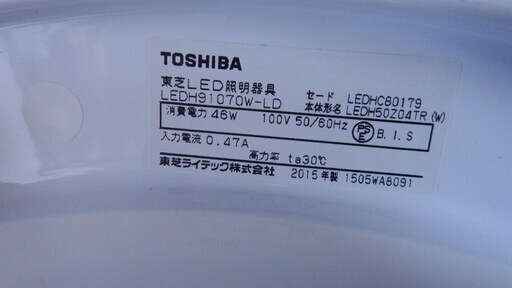 TOSHIBA
東芝LED照明器具
LEDH91070W-LD
セード LEDHC80179
本体形名 LEDH50Z04TR(W)
消費電力 46W 100V 50/60Hz PSE B.I.S
入力電流 0.47A
高力率 ta30℃
東芝ライテック株式会社 2015年製 1505WA8091